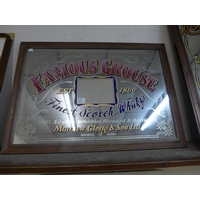 FAMOUS GROUSE
EST 1800
Finest Scotch Whisky
Matthew Gloag & Son Ltd